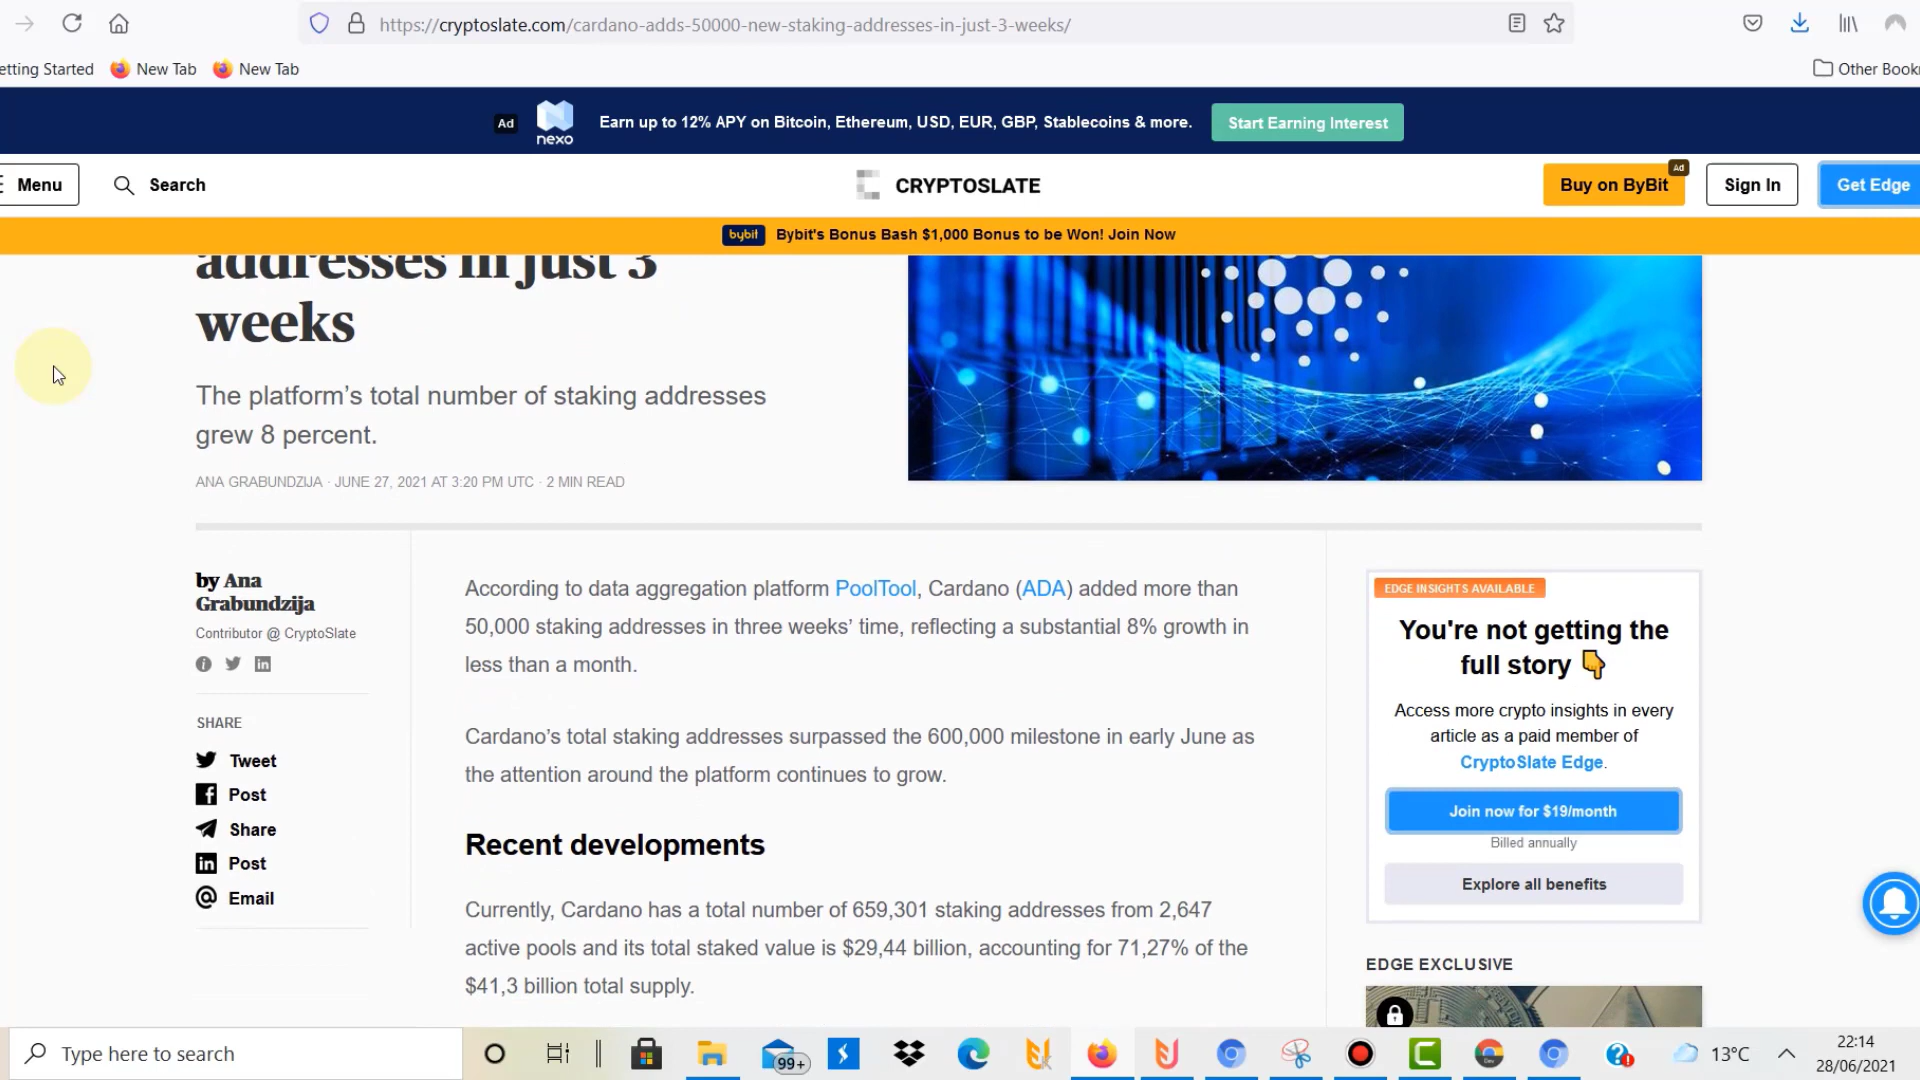 https://cryptoslate.com/cardano-adds-50000-new-staking-addresses-in-just-3-weeks/
etting Started
New Tab
New Tab
Other Book
Ad
nexo
Earn up to 12% APY on Bitcoin, Ethereum, USD, EUR, GBP, Stablecoins & more.
Start Earning Interest
Menu
Search
CRYPTOSLATE
Buy on ByBit
Ad
Sign In
Get Edge
bybit
Bybit's Bonus Bash $1,000 Bonus to be Won! Join Now
addresses in just 3
weeks
The platform’s total number of staking addresses
grew 8 percent.
ANA GRABUNDZIJA · JUNE 27, 2021 AT 3:20 PM UTC · 2 MIN READ
by Ana
Grabundzija
Contributor @ CryptoSlate
SHARE
Tweet
Post
Share
Post
Email
According to data aggregation platform PoolTool, Cardano (ADA) added more than
50,000 staking addresses in three weeks’ time, reflecting a substantial 8% growth in
less than a month.
Cardano’s total staking addresses surpassed the 600,000 milestone in early June as
the attention around the platform continues to grow.
Recent developments
Currently, Cardano has a total number of 659,301 staking addresses from 2,647
active pools and its total staked value is $29,44 billion, accounting for 71,27% of the
$41,3 billion total supply.
EDGE INSIGHTS AVAILABLE
You're not getting the
full story 👇
Access more crypto insights in every
article as a paid member of
CryptoSlate Edge.
Join now for $19/month
Billed annually
Explore all benefits
EDGE EXCLUSIVE
Type here to search
99+
Dev
13°C
22:14
28/06/2021